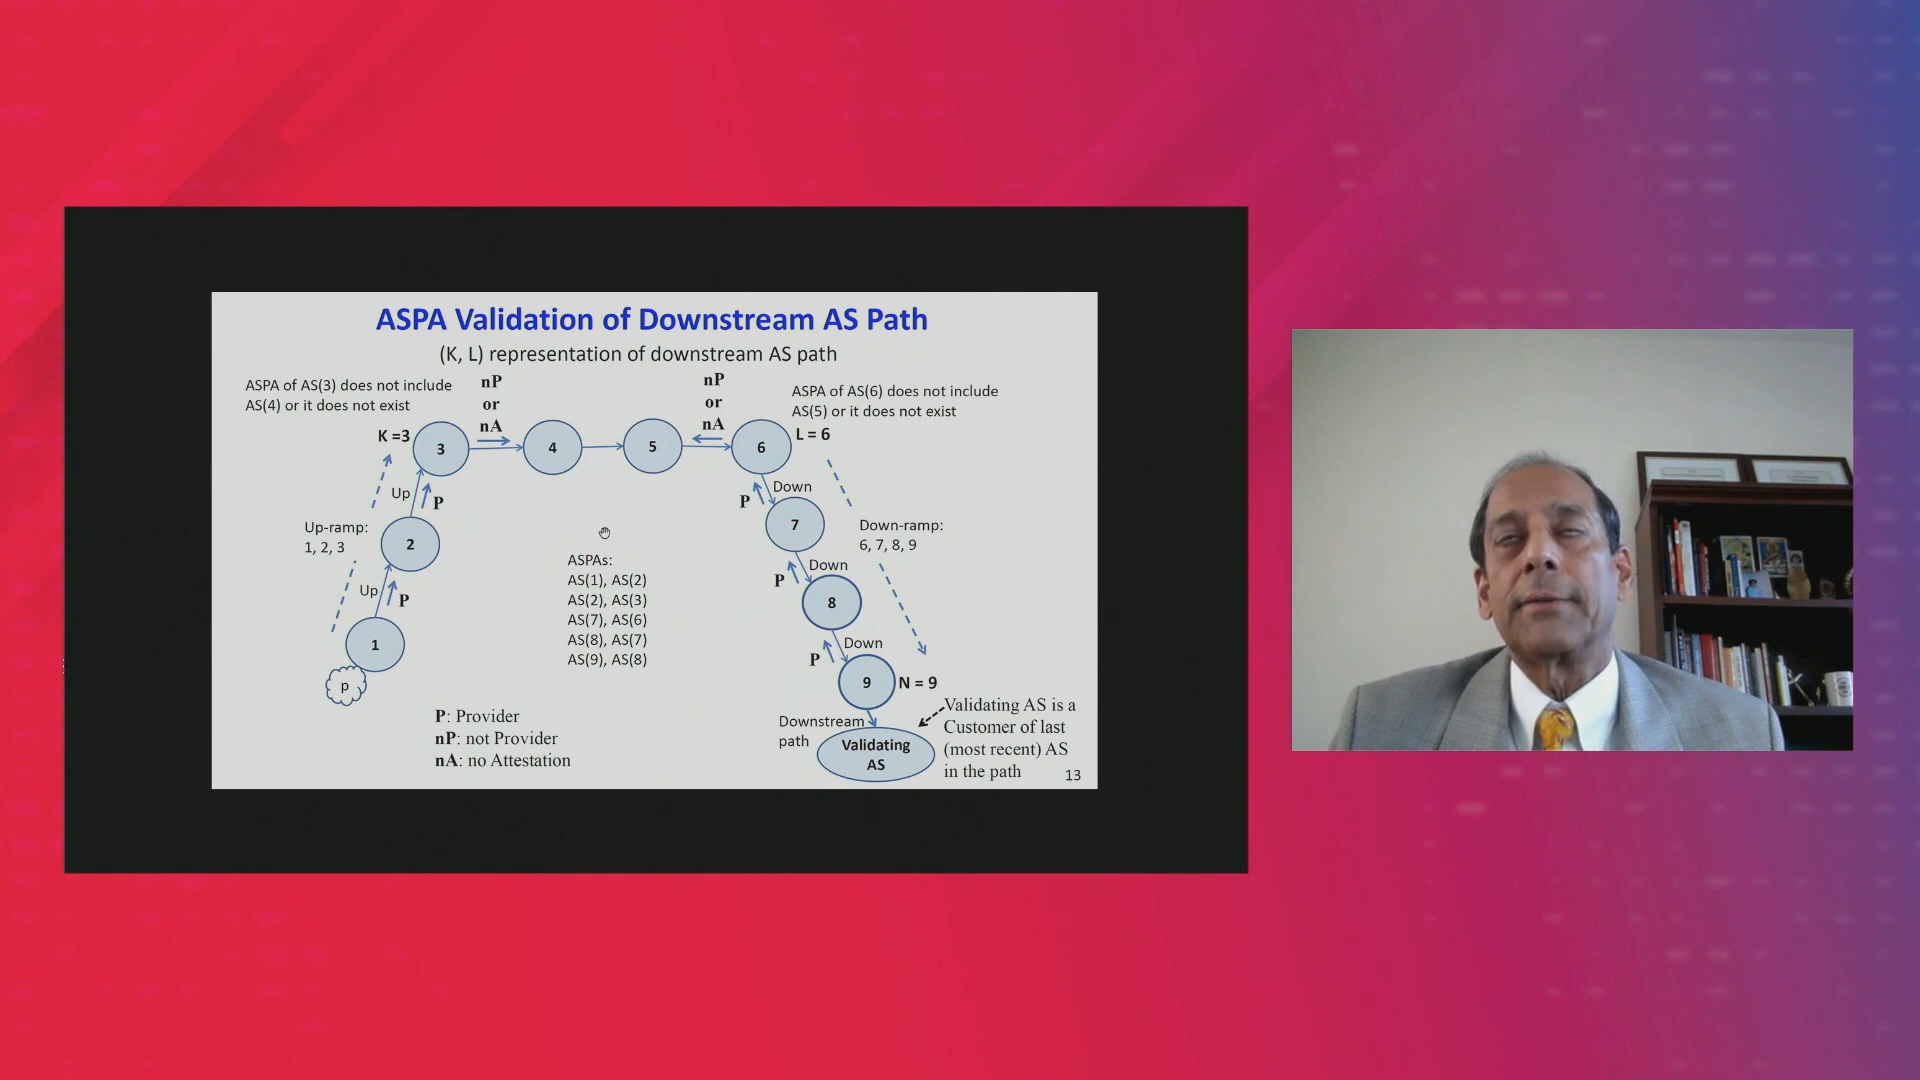 ASPA Validation of Downstream AS Path
(K, L) representation of downstream AS path
ASPA of AS(3) does not include
AS(4) or it does not exist
nP
or
nA
nP
or
nA
ASPA of AS(6) does not include
AS(5) or it does not exist
K =3
3
4
5
6
L = 6
Up
P
P
Down
7
Up-ramp:
1, 2, 3
2
Down-ramp:
6, 7, 8, 9
Up
P
P
Down
8
ASPAs:
AS(1), AS(2)
AS(2), AS(3)
AS(7), AS(6)
AS(8), AS(7)
AS(9), AS(8)
1
p
P
Down
9
N = 9
P: Provider
nP: not Provider
nA: no Attestation
Downstream
path
Validating
AS
Validating AS is a
Customer of last
(most recent) AS
in the path
13